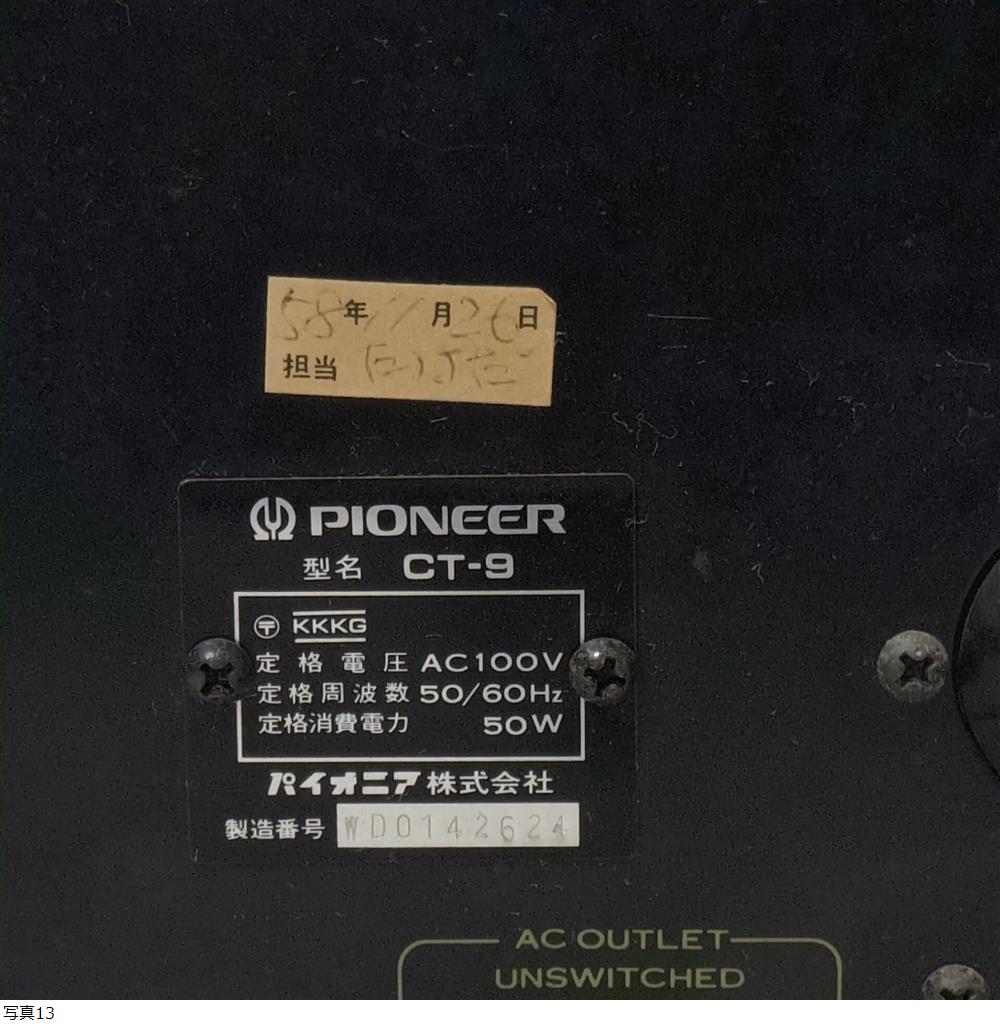 58年11月26日
担当
PIONEER
型名 CT-9
〒 KKKG
定格電圧 AC100V
定格周波数 50/60Hz
定格消費電力 50W
パイオニア株式会社
製造番号 WD0142624
AC OUTLET
UNSWITCHED
写真13